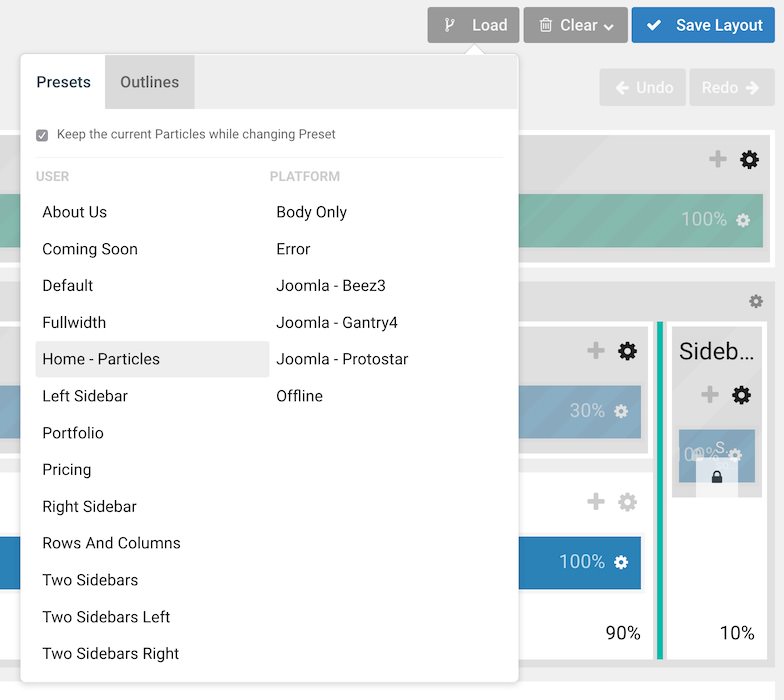 Load
Clear
Save Layout
Presets
Outlines
Undo
Redo
Keep the current Particles while changing Preset
USER
PLATFORM
About Us
Body Only
100%
Coming Soon
Error
Default
Joomla - Beez3
Fullwidth
Joomla - Gantry4
Home - Particles
Joomla - Protostar
Sideb...
Left Sidebar
Offline
30%
Portfolio
Pricing
Right Sidebar
Rows And Columns
100%
Two Sidebars
Two Sidebars Left
90%
10%
Two Sidebars Right